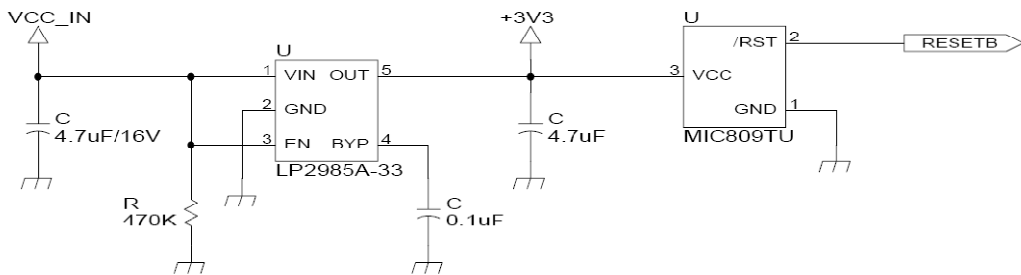 VCC_IN
+3V3
U
/RST
2
RESETB
U
1
VIN
OUT
5
3
VCC
2
GND
C
4.7uF/16V
3
EN
BYP
4
C
4.7uF
GND
1
MIC809TU
LP2985A-33
R
470K
C
0.1uF